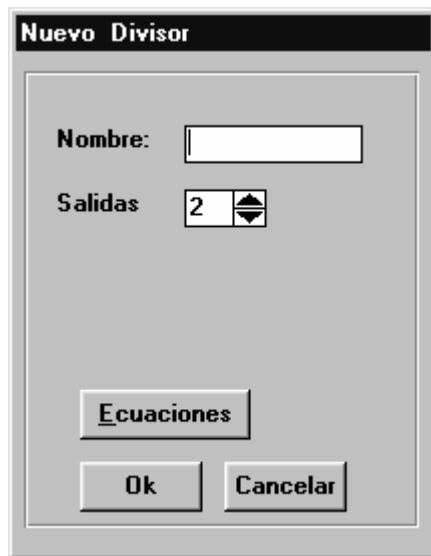 Nuevo Divisor
Nombre:
Salidas 2
Ecuaciones
Ok Cancelar